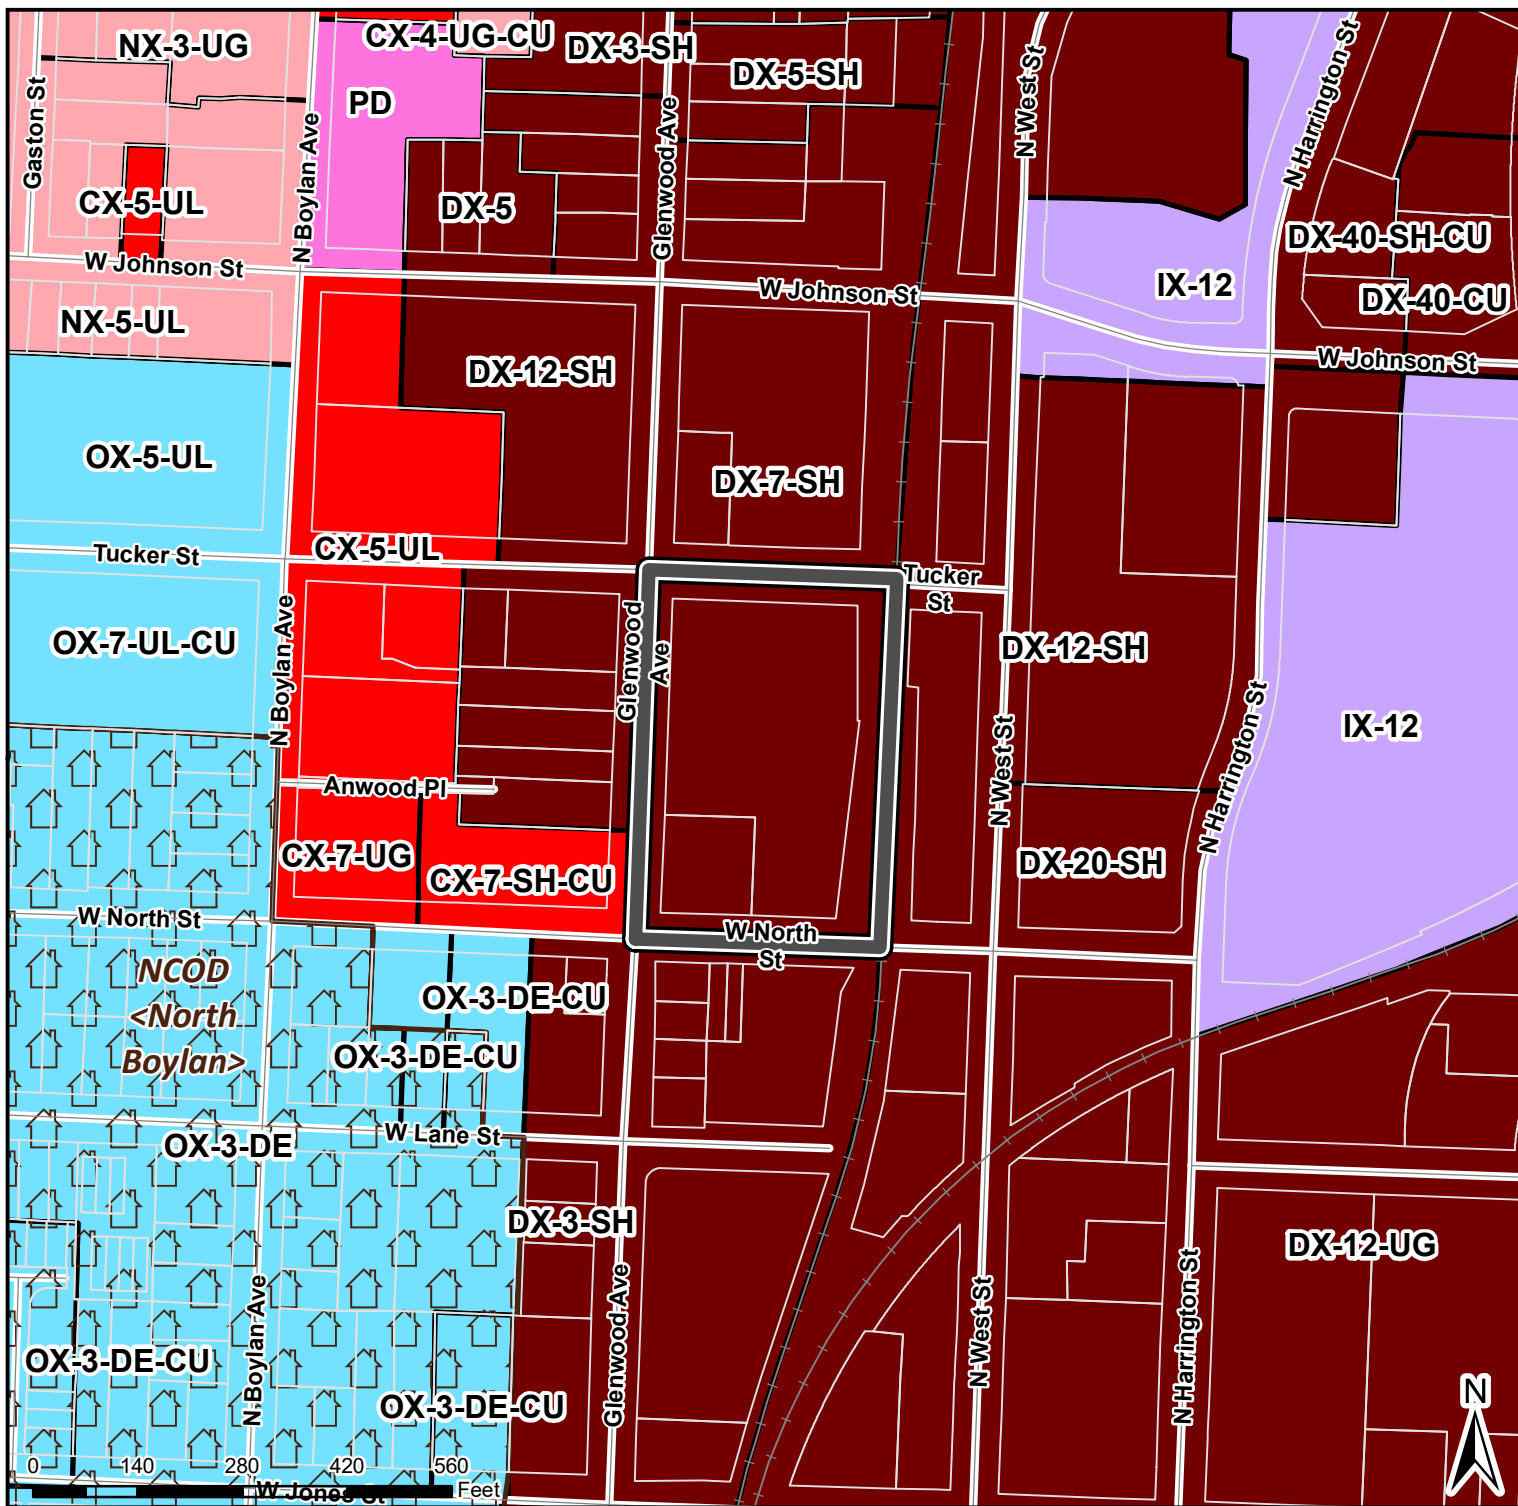 NX-3-UG
CX-4-UG-CU
DX-3-SH
DX-5-SH
PD
Gaston St
N Boylan Ave
Glenwood Ave
N West St
N Harrington St
CX-5-UL
DX-5
DX-40-SH-CU
W Johnson St
W Johnson St
IX-12
DX-40-CU
NX-5-UL
W Johnson St
DX-12-SH
OX-5-UL
DX-7-SH
CX-5-UL
Tucker St
Tucker
St
OX-7-UL-CU
N Boylan Ave
Glenwood
Ave
DX-12-SH
N West St
N Harrington St
IX-12
Anwood Pl
CX-7-UG
CX-7-SH-CU
DX-20-SH
W North St
W North
St
NCOD
<North
Boylan>
OX-3-DE-CU
OX-3-DE-CU
W Lane St
OX-3-DE
DX-3-SH
DX-12-UG
N Boylan Ave
Glenwood Ave
N West St
N Harrington St
OX-3-DE-CU
OX-3-DE-CU
N
0 140 280 420 560
Feet
W Jones St